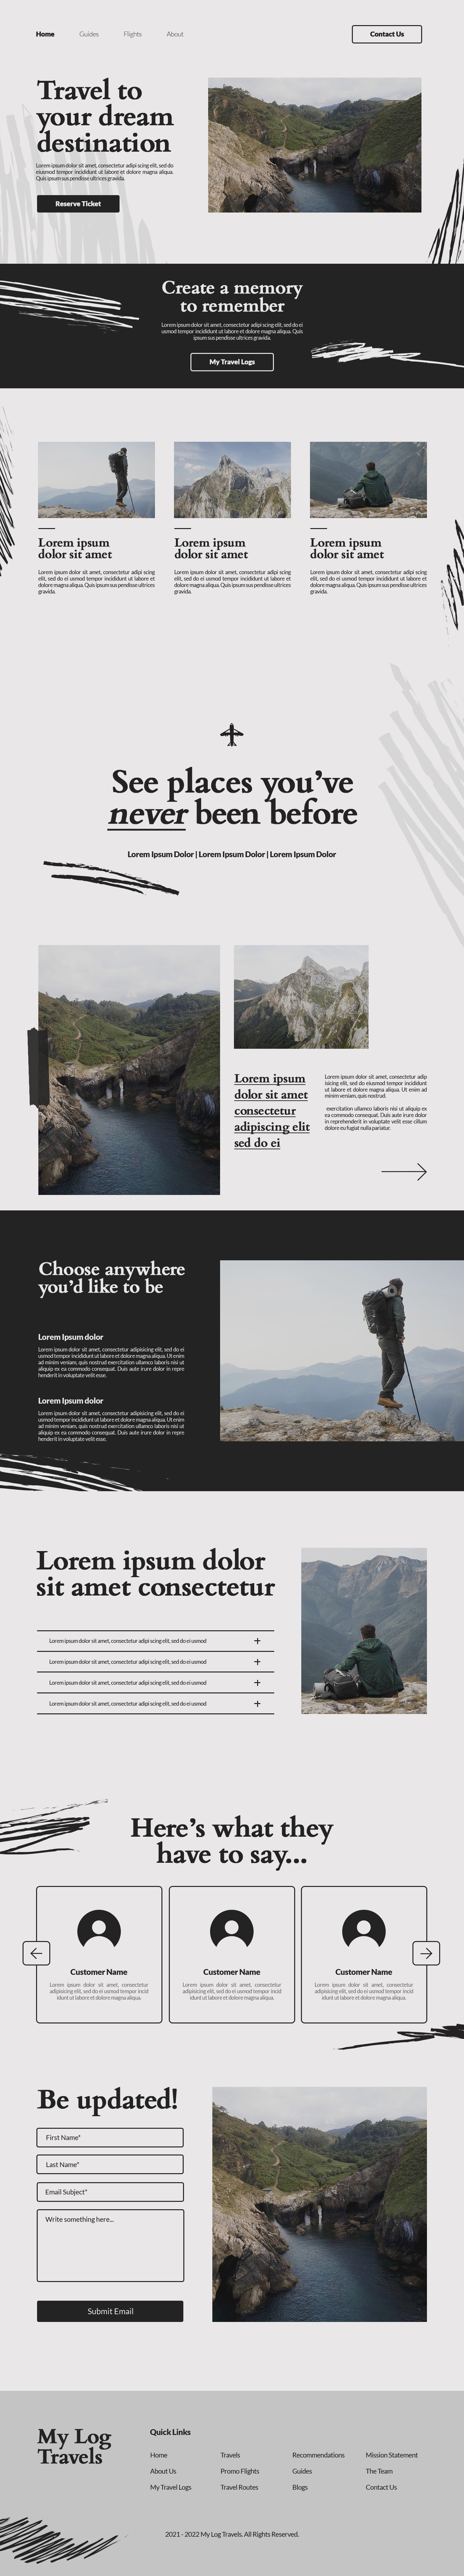 Home Guides Flights About Contact Us
Travel to
your dream
destination
Lorem ipsum dolor sit amet, consectetur adipi scing elit, sed do
eiusmod tempor incididunt ut labore et dolore magna aliqua.
Quis ipsum sus pendisse ultrices gravida.
Reserve Ticket
Create a memory
to remember
Lorem ipsum dolor sit amet, consectetur adipi scing elit, sed do ei
usmod tempor incididunt ut labore et dolore magna aliqua. Quis
ipsum sus pendisse ultrices gravida.
My Travel Logs
Lorem ipsum
dolor sit amet
Lorem ipsum dolor sit amet, consectetur adipi scing
elit, sed do ei usmod tempor incididunt ut labore et
dolore magna aliqua. Quis ipsum sus pendisse ultrices
gravida.
Lorem ipsum
dolor sit amet
Lorem ipsum dolor sit amet, consectetur adipi scing
elit, sed do ei usmod tempor incididunt ut labore et
dolore magna aliqua. Quis ipsum sus pendisse ultrices
gravida.
Lorem ipsum
dolor sit amet
Lorem ipsum dolor sit amet, consectetur adipi scing
elit, sed do ei usmod tempor incididunt ut labore et
dolore magna aliqua. Quis ipsum sus pendisse ultrices
gravida.
See places you've
never been before
Lorem Ipsum Dolor | Lorem Ipsum Dolor | Lorem Ipsum Dolor
Lorem ipsum
dolor sit amet
consectetur
adipiscing elit
sed do ei
Lorem ipsum dolor sit amet, consectetur adip
isicing elit, sed do eiusmod tempor incididunt
ut labore et dolore magna aliqua. Ut enim ad
minim veniam, quis nostrud.
exercitation ullamco laboris nisi ut aliquip ex
ea commodo consequat. Duis aute irure dolor
in reprehenderit in voluptate velit esse cillum
dolore eu fugiat nulla pariatur.
Choose anywhere
you'd like to be
Lorem Ipsum dolor
Lorem ipsum dolor sit amet, consectetur adipisicing elit, sed do ei
usmod tempor incididunt ut labore et dolore magna aliqua. Ut enim
ad minim veniam, quis nostrud exercitation ullamco laboris nisi ut
aliquip ex ea commodo consequat. Duis aute irure dolor in repre
henderit in voluptate velit esse.
Lorem Ipsum dolor
Lorem ipsum dolor sit amet, consectetur adipisicing elit, sed do ei
usmod tempor incididunt ut labore et dolore magna aliqua. Ut enim
ad minim veniam, quis nostrud exercitation ullamco laboris nisi ut
aliquip ex ea commodo consequat. Duis aute irure dolor in repre
henderit in voluptate velit esse.
Lorem ipsum dolor
sit amet consectetur
Lorem ipsum dolor sit amet, consectetur adipi scing elit, sed do ei usmod +
Lorem ipsum dolor sit amet, consectetur adipi scing elit, sed do ei usmod +
Lorem ipsum dolor sit amet, consectetur adipi scing elit, sed do ei usmod +
Lorem ipsum dolor sit amet, consectetur adipi scing elit, sed do ei usmod +
Here's what they
have to say...
Customer Name
Lorem ipsum dolor sit amet, consectetur
adipisicing elit, sed do eiusmod tempor incid
idunt ut labore et dolore magna aliqua.
Customer Name
Lorem ipsum dolor sit amet, consectetur
adipisicing elit, sed do eiusmod tempor incid
idunt ut labore et dolore magna aliqua.
Customer Name
Lorem ipsum dolor sit amet, consectetur
adipisicing elit, sed do eiusmod tempor incid
idunt ut labore et dolore magna aliqua.
Be updated!
First Name*
Last Name*
Email Subject*
Write something here...
Submit Email
My Log
Travels
Quick Links
Home Travels Recommendations Mission Statement
About Us Promo Flights Guides The Team
My Travel Logs Travel Routes Blogs Contact Us
2021 - 2022 My Log Travels. All Rights Reserved.